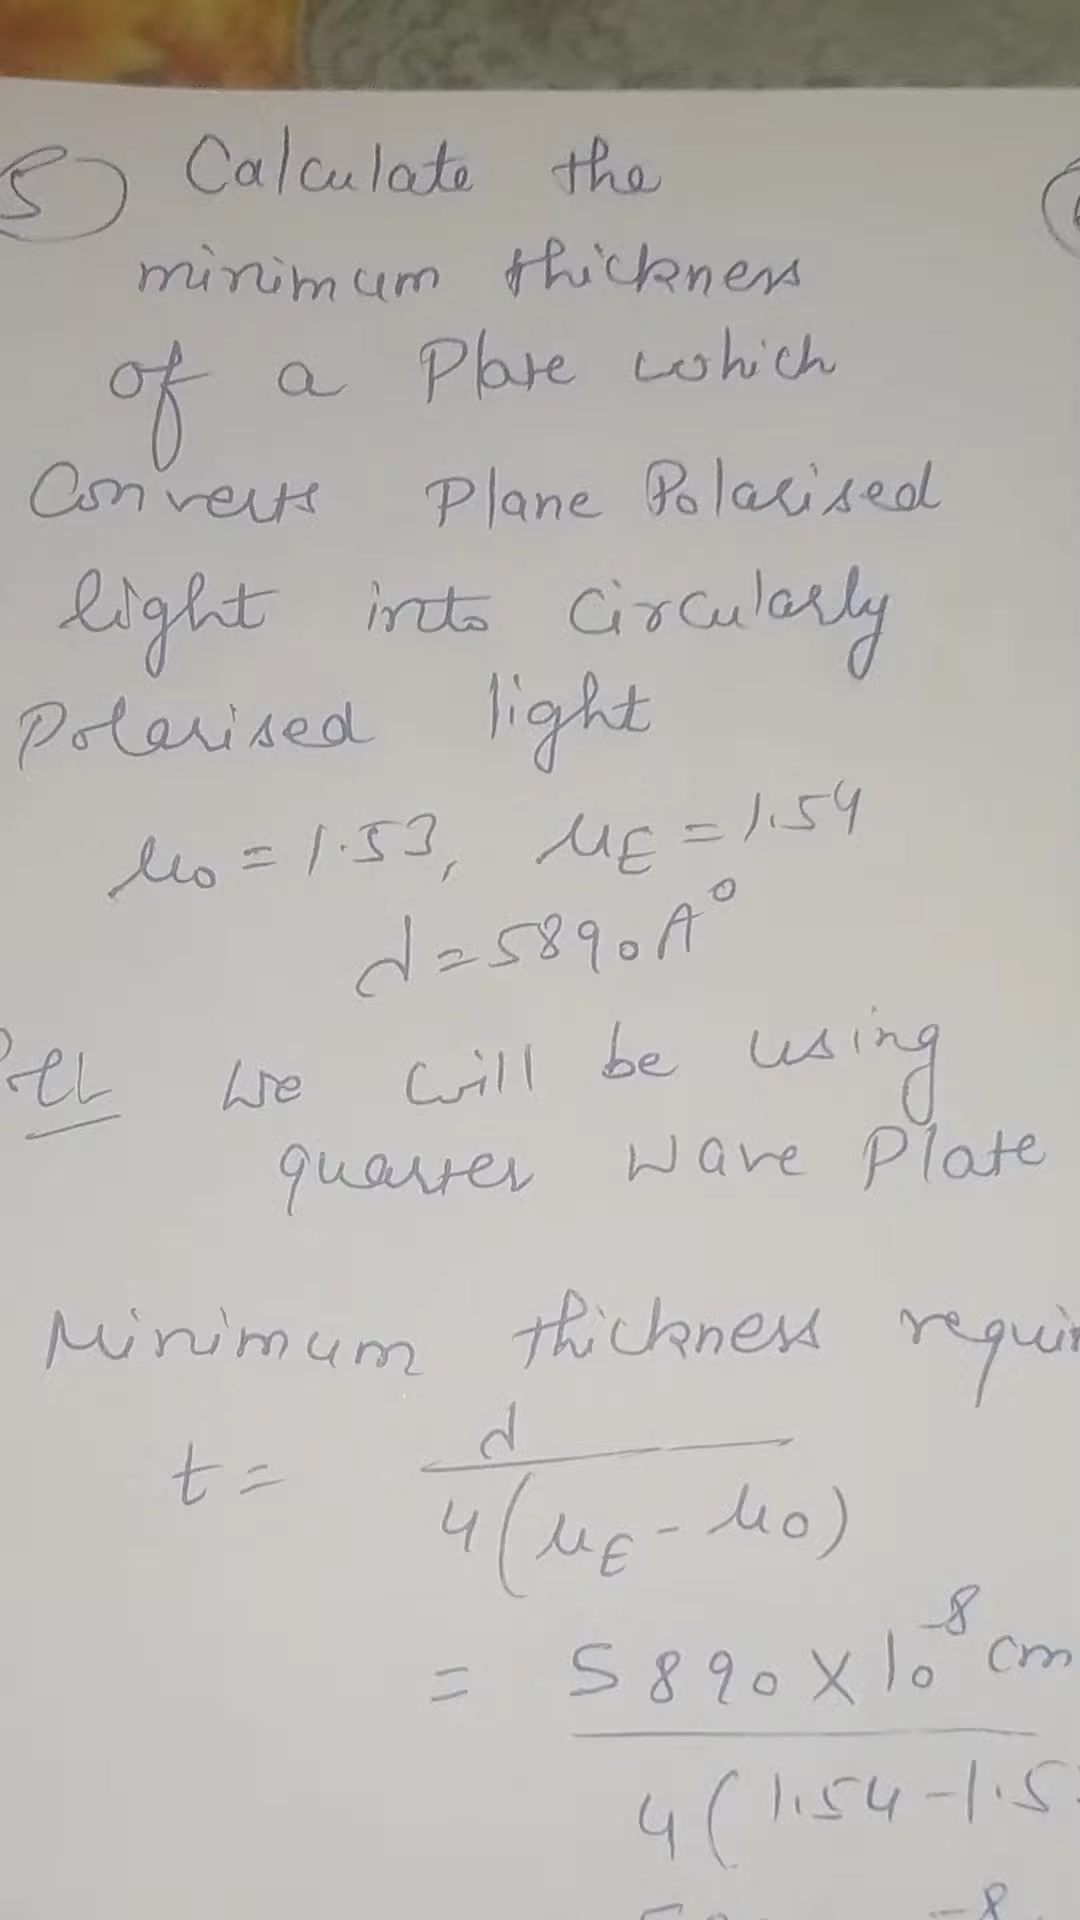 5) Calculate the
minimum thickness
of a Plate which
Converts Plane Polarised
light into Circularly
Polarised light
μo = 1.53, μE = 1.54
λ = 5890 A°
We will be using
quarter wave Plate
Minimum thickness requir
t = λ
4(μE - μo)
= 5890 X 10^-8 cm
4(1.54-1.5